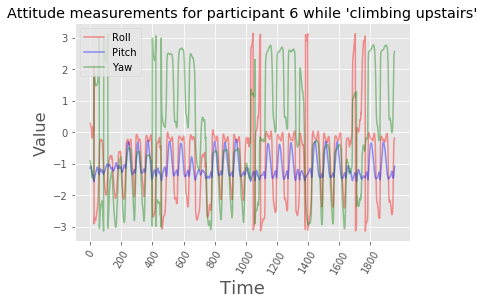 Attitude measurements for participant 6 while 'climbing upstairs'
Roll
Pitch
Yaw
3
2
1
0
−1
−2
−3
Value
0
200
400
600
800
1000
1200
1400
1600
1800
Time